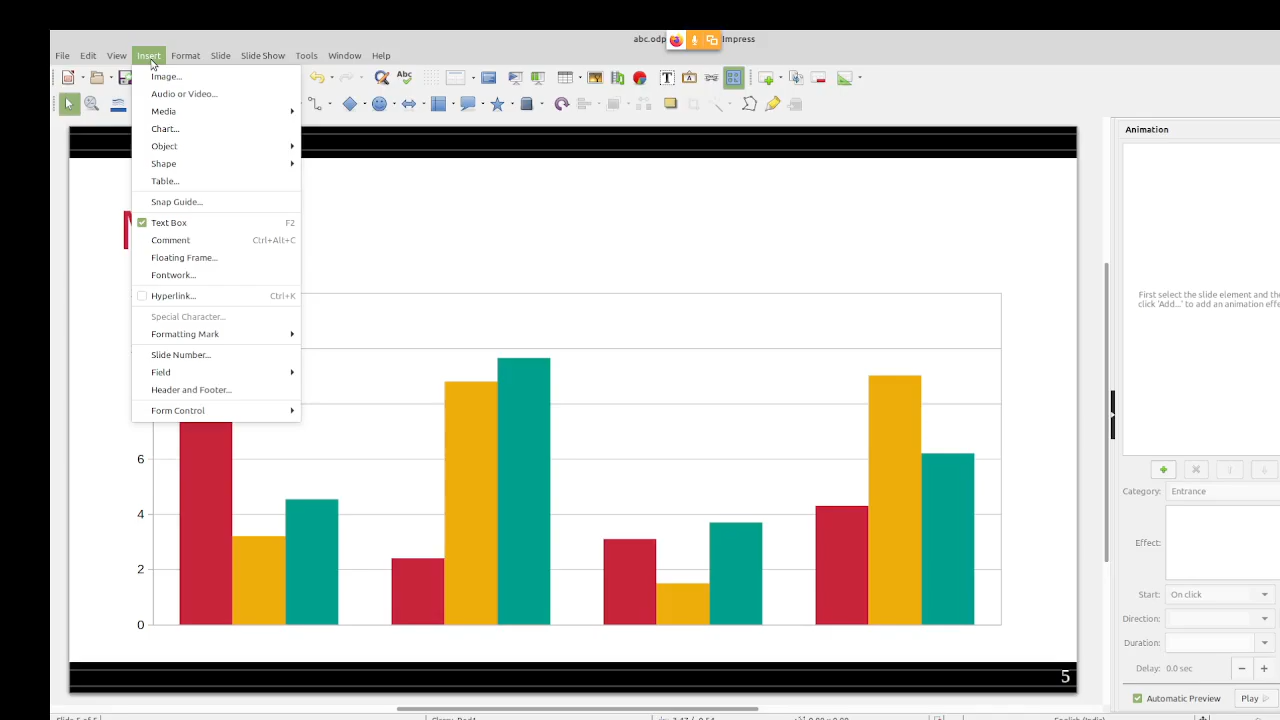 abc.odp Impress
File Edit View Insert Format Slide Slide Show Tools Window Help
Image...
Audio or Video...
Media
Chart...
Object
Shape
Table...
Snap Guide...
Text Box F2
Comment Ctrl+Alt+C
Floating Frame...
Fontwork...
Hyperlink... Ctrl+K
Special Character...
Formatting Mark
Slide Number...
Field
Header and Footer...
Form Control
Abc
T
A
6
4
2
0
5
Animation
First select the slide element and the
click 'Add...' to add an animation effe
Category: Entrance
Effect:
Start: On click
Direction:
Duration:
Delay: 0.0 sec
Automatic Preview Play